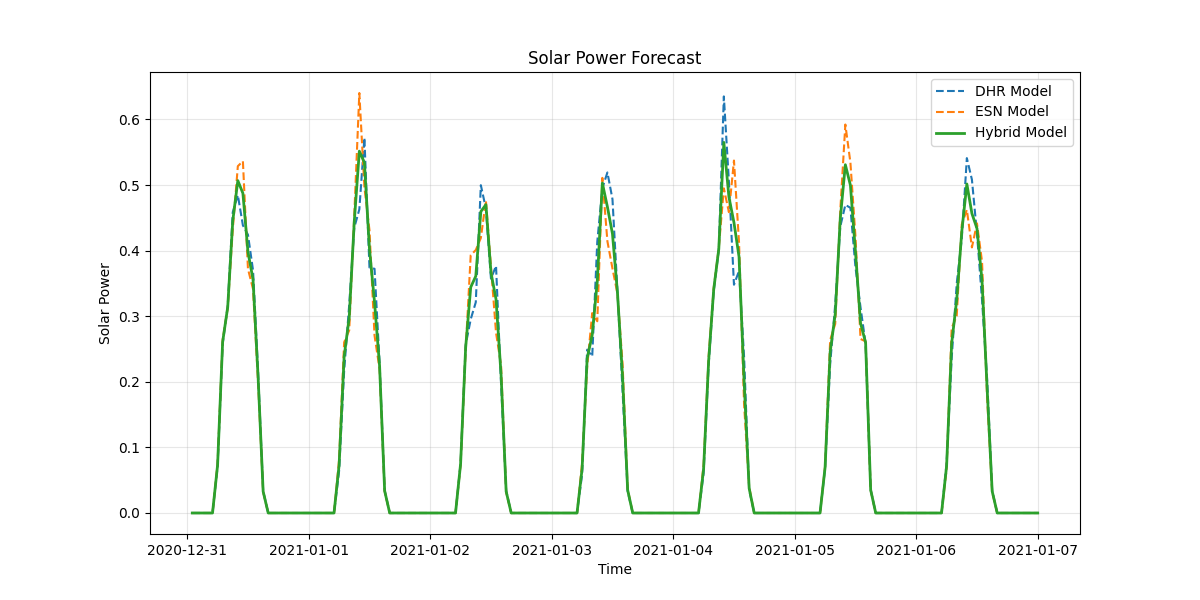 Solar Power Forecast
DHR Model
ESN Model
Hybrid Model
Solar Power
0.6
0.5
0.4
0.3
0.2
0.1
0.0
2020-12-31 2021-01-01 2021-01-02 2021-01-03 2021-01-04 2021-01-05 2021-01-06 2021-01-07
Time